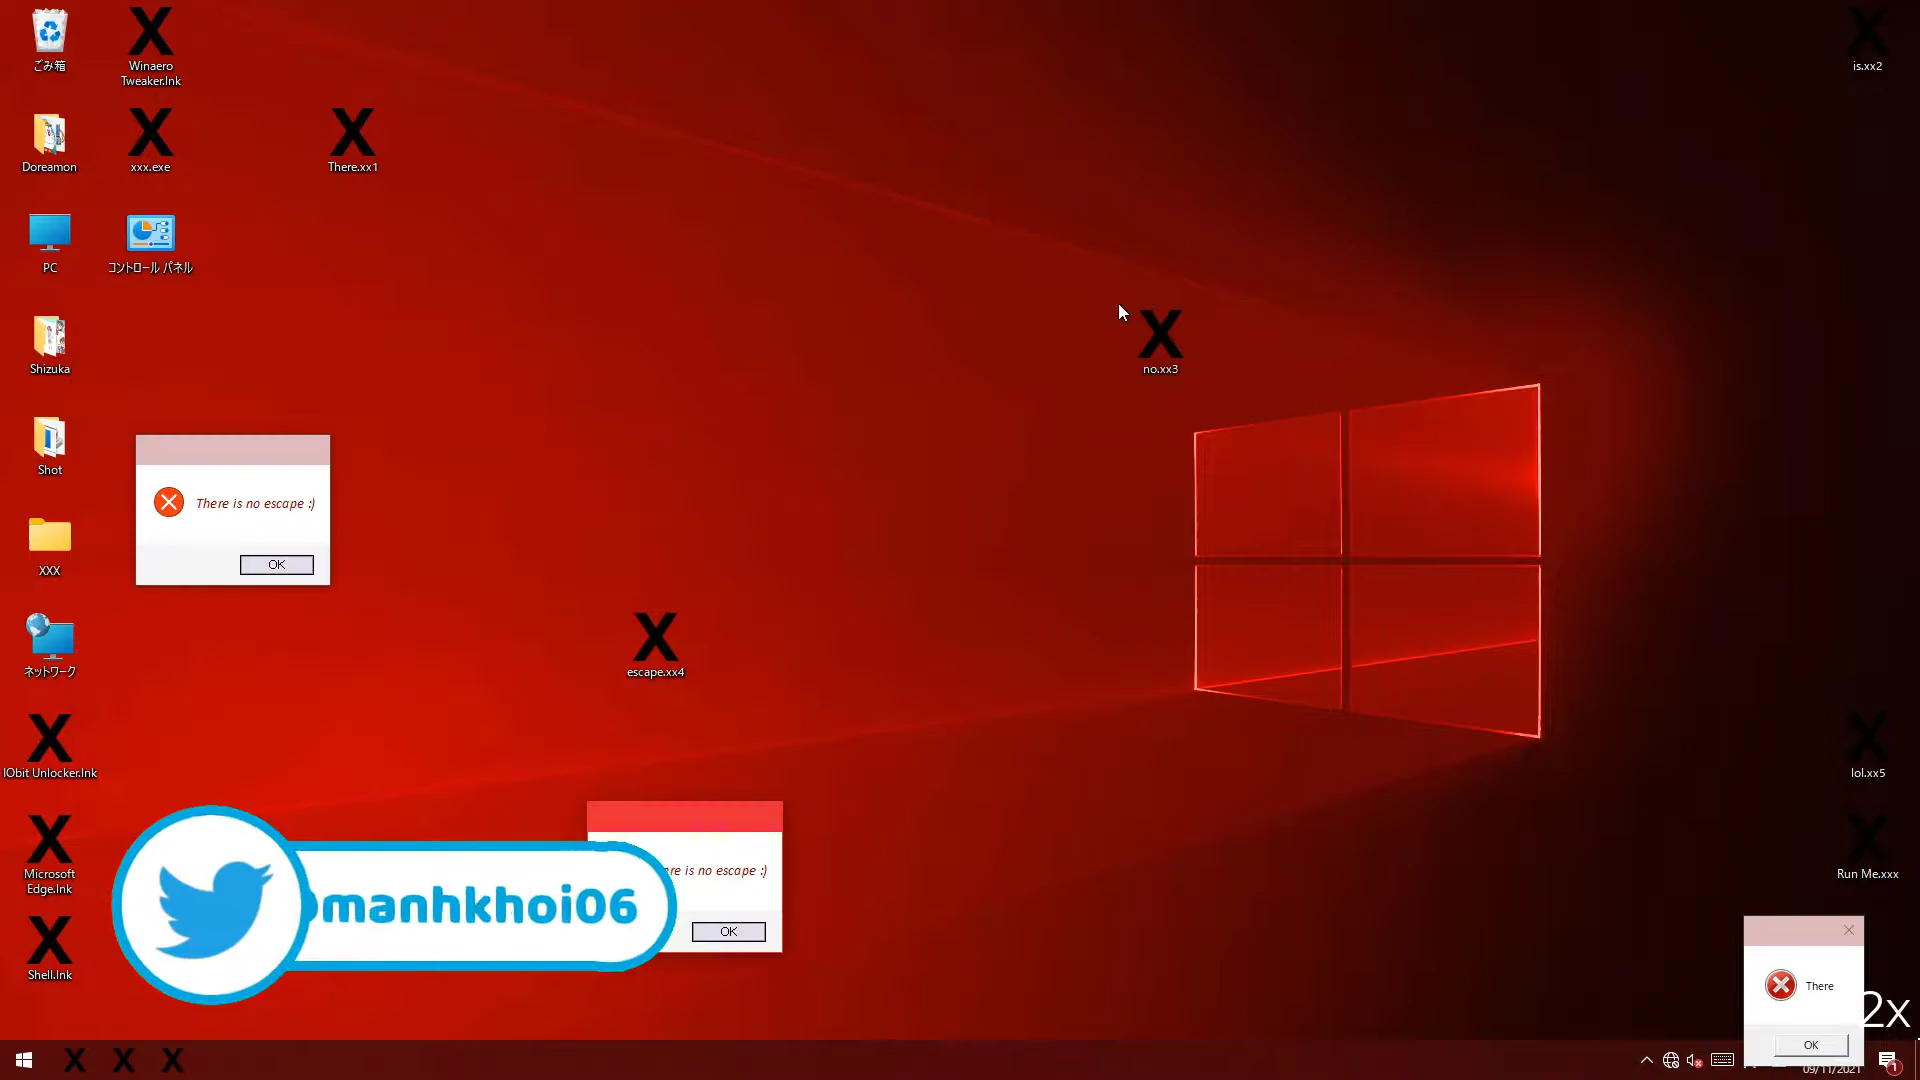 ごみ箱
Winaero
Tweaker.lnk
is.xx2
Doreamon
xxx.exe
There.xx1
PC
コントロール パネル
Shizuka
no.xx3
Shot
There is no escape :)
OK
XXX
ネットワーク
escape.xx4
IObit Unlocker.lnk
lol.xx5
Microsoft
Edge.lnk
Run Me.xxx
is no escape :)
manhkhoi06
OK
Shell.lnk
There
2x
OK
09/11/2021
1